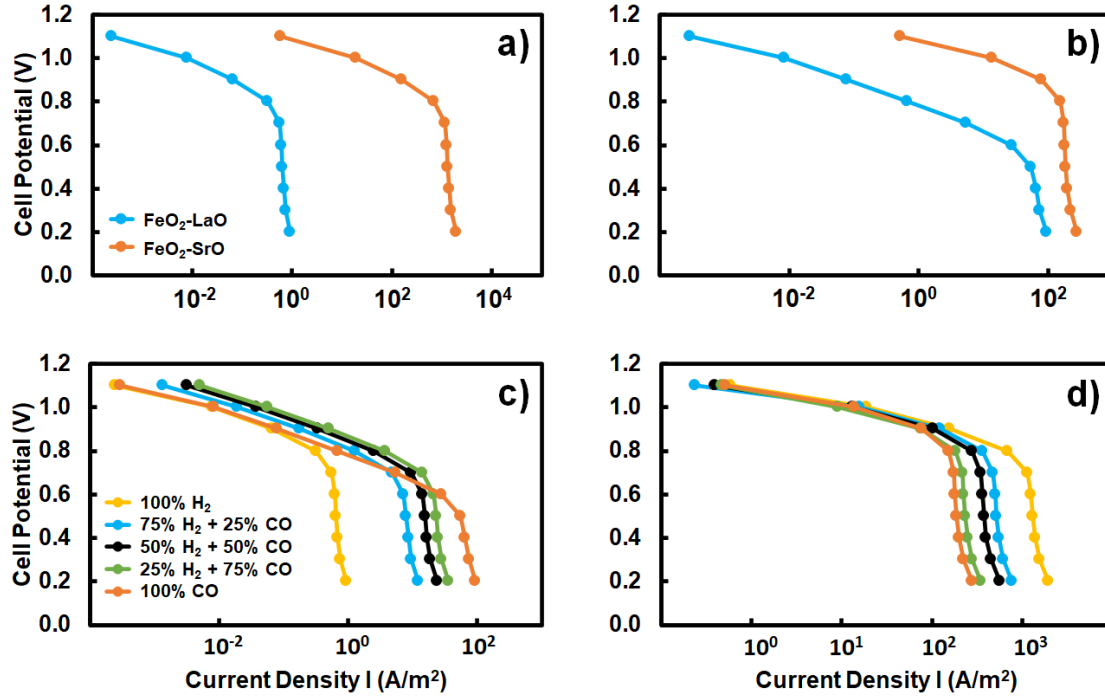 a)
Cell Potential (V)
1.2
1.0
0.8
0.6
0.4
0.2
0.0
FeO₂-LaO
FeO₂-SrO
10⁻²
10⁰
10²
10⁴
b)
1.2
1.0
0.8
0.6
0.4
0.2
0.0
10⁻²
10⁰
10²
c)
Cell Potential (V)
1.2
1.0
0.8
0.6
0.4
0.2
0.0
100% H₂
75% H₂ + 25% CO
50% H₂ + 50% CO
25% H₂ + 75% CO
100% CO
10⁻²
10⁰
10²
Current Density I (A/m²)
d)
1.2
1.0
0.8
0.6
0.4
0.2
0.0
10⁰
10¹
10²
10³
Current Density I (A/m²)